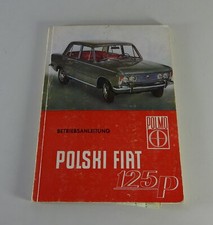 POLMO
BETRIEBSANLEITUNG
POLSKI FIAT
125p